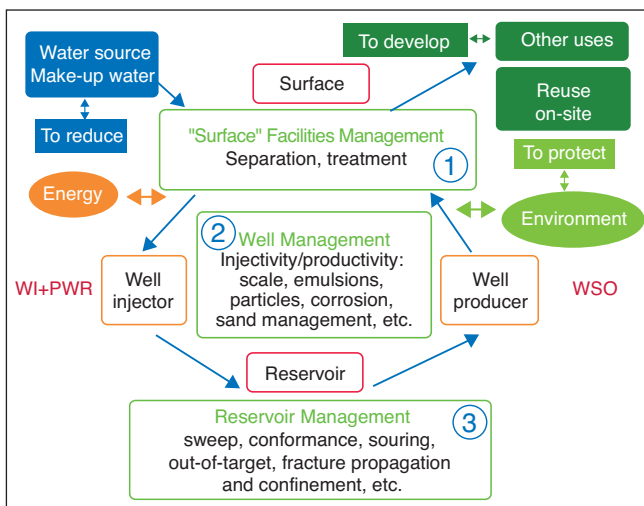 Water source
Make-up water
To develop
Other uses
Surface
Reuse
on-site
To reduce
"Surface" Facilities Management
Separation, treatment
1
To protect
Energy
Environment
2
Well Management
Injectivity/productivity:
scale, emulsions,
particles, corrosion,
sand management, etc.
WI+PWR
Well
injector
Well
producer
WSO
Reservoir
Reservoir Management
3
sweep, conformance, souring,
out-of-target, fracture propagation
and confinement, etc.